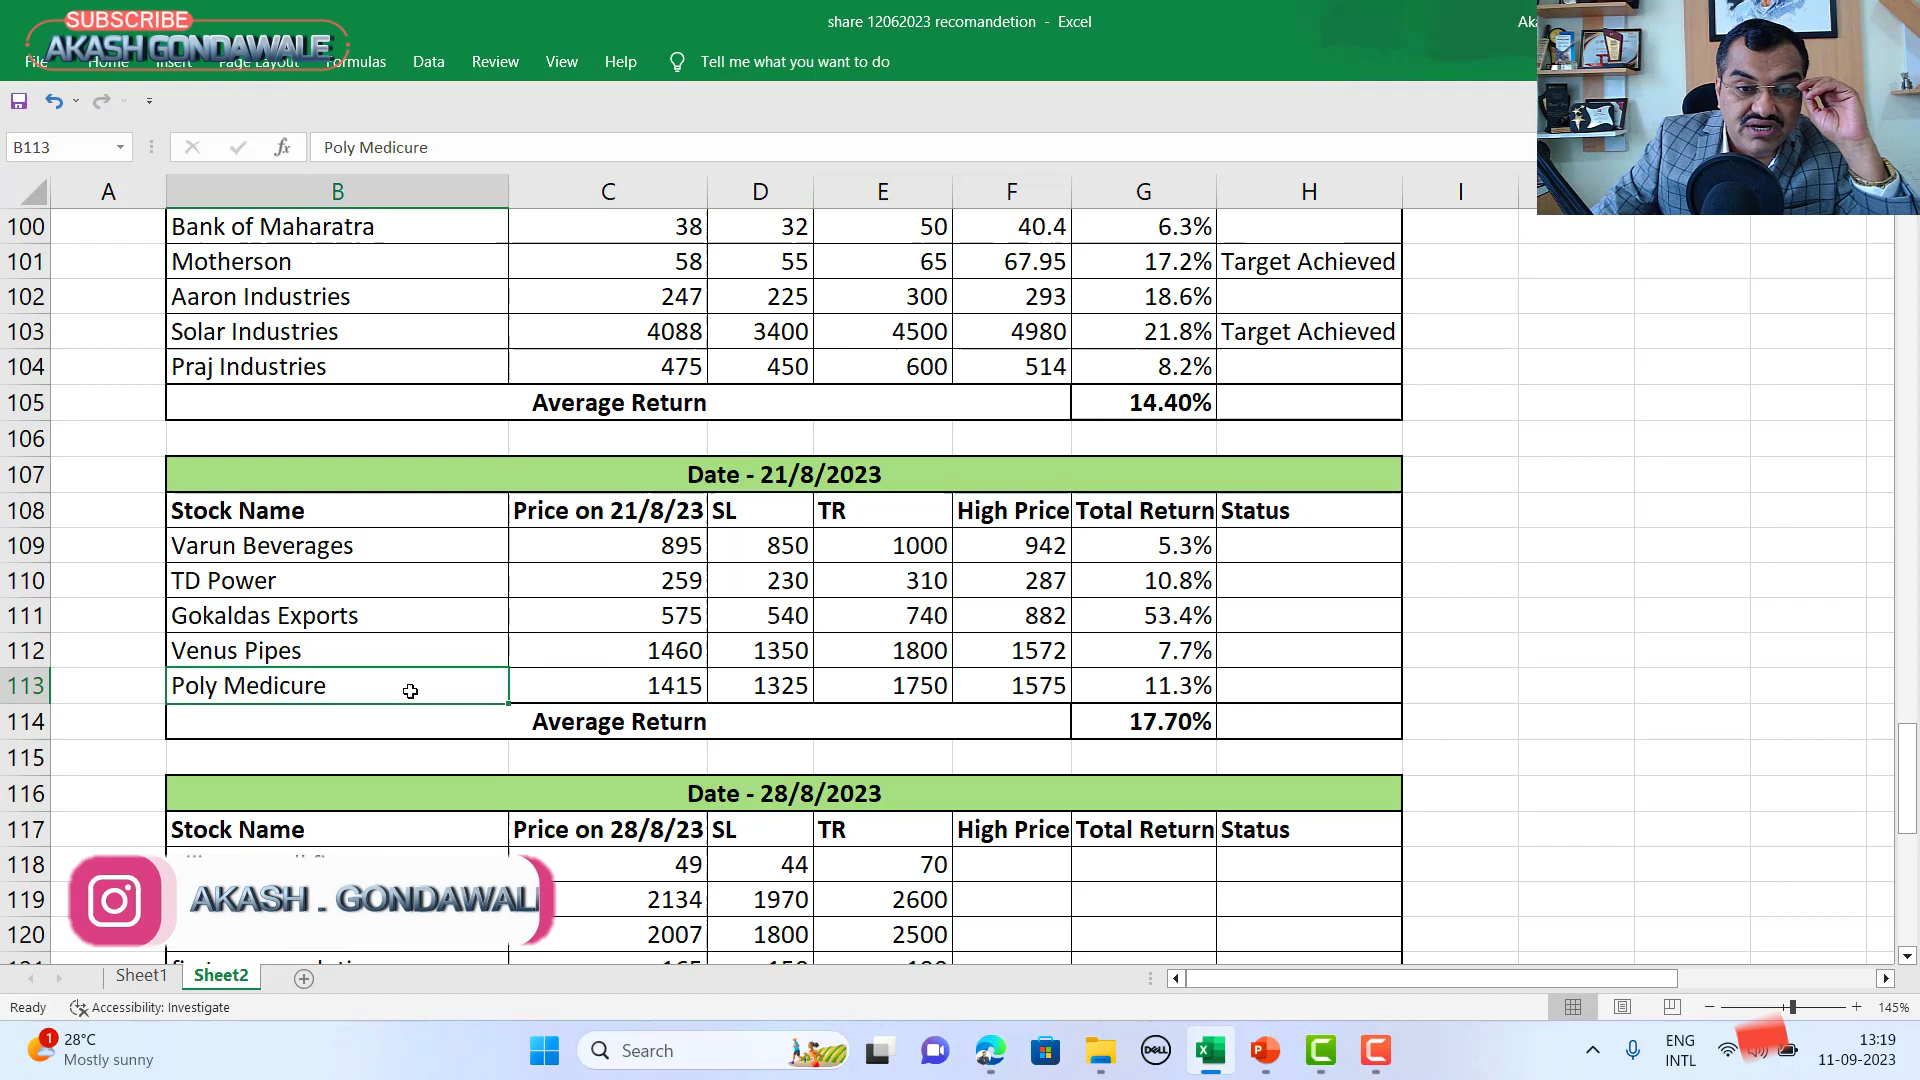 SUBSCRIBE
AKASH GONDAWALE
share 12062023 recomandetion - Excel
File Home Insert Page Layout Formulas Data Review View Help Tell me what you want to do
B113 fx Poly Medicure
A B C D E F G H I
100 Bank of Maharatra 38 32 50 40.4 6.3%
101 Motherson 58 55 65 67.95 17.2% Target Achieved
102 Aaron Industries 247 225 300 293 18.6%
103 Solar Industries 4088 3400 4500 4980 21.8% Target Achieved
104 Praj Industries 475 450 600 514 8.2%
105 Average Return 14.40%
106
107 Date - 21/8/2023
108 Stock Name Price on 21/8/23 SL TR High Price Total Return Status
109 Varun Beverages 895 850 1000 942 5.3%
110 TD Power 259 230 310 287 10.8%
111 Gokaldas Exports 575 540 740 882 53.4%
112 Venus Pipes 1460 1350 1800 1572 7.7%
113 Poly Medicure 1415 1325 1750 1575 11.3%
114 Average Return 17.70%
115
116 Date - 28/8/2023
117 Stock Name Price on 28/8/23 SL TR High Price Total Return Status
118 49 44 70
119 2134 1970 2600
120 2007 1800 2500
AKASH . GONDAWAL
Sheet1 Sheet2
Ready Accessibility: Investigate 145%
1 28°C
Mostly sunny
Search
DELL
ENG
INTL
13:19
11-09-2023